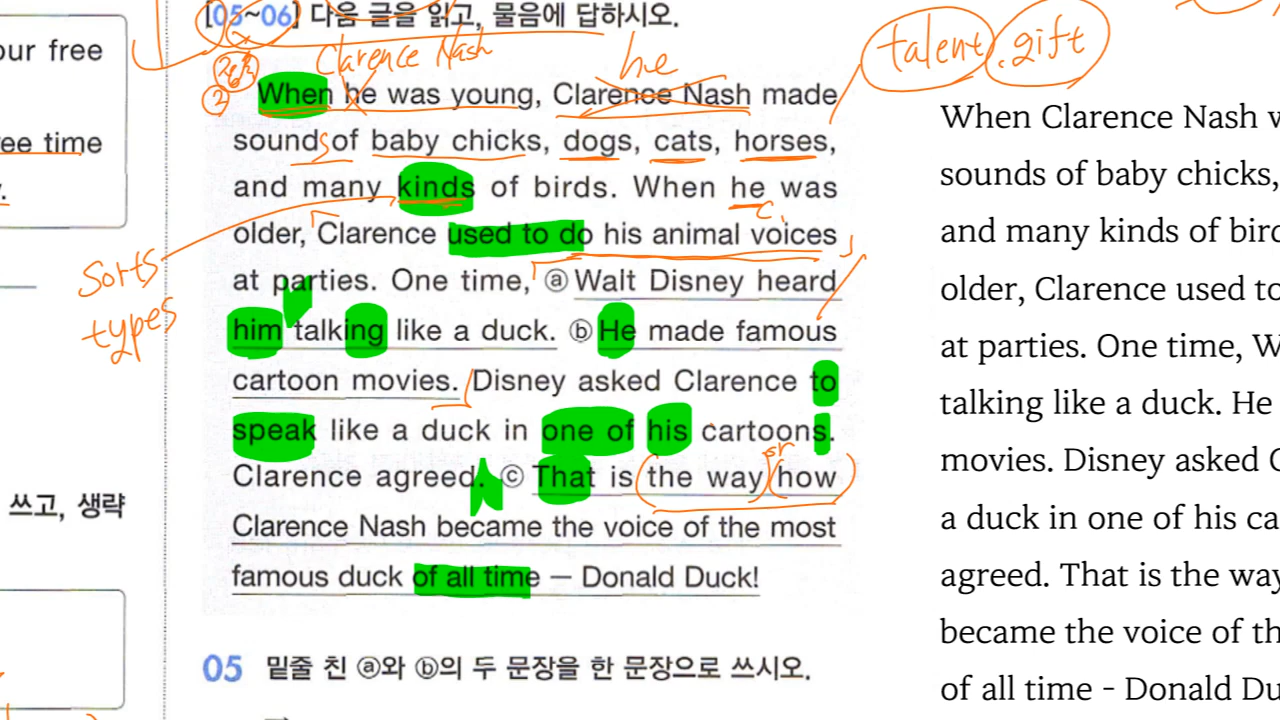 our free
ee time
쓰고, 생략
[05~06] 다음 글을 읽고, 물음에 답하시오.
Clarence Nash
he
talent, gift
When he was young, Clarence Nash made
sounds of baby chicks, dogs, cats, horses,
and many kinds of birds. When he was
older, Clarence used to do his animal voices
at parties. One time, ⓐ Walt Disney heard
him talking like a duck. ⓑ He made famous
cartoon movies. Disney asked Clarence to
speak like a duck in one of his cartoons.
or
Clarence agreed. ⓒ That is the way how
Clarence Nash became the voice of the most
famous duck of all time – Donald Duck!
Sorts
types
05 밑줄 친 ⓐ와 ⓑ의 두 문장을 한 문장으로 쓰시오.
When Clarence Nash w
sounds of baby chicks,
and many kinds of bird
older, Clarence used to
at parties. One time, W
talking like a duck. He
movies. Disney asked C
a duck in one of his ca
agreed. That is the way
became the voice of th
of all time - Donald Du